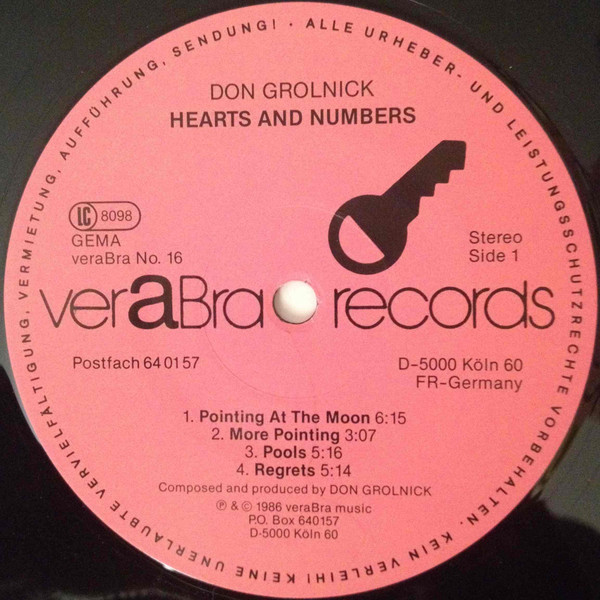 ALLE URHEBER- UND LEISTUNGSSCHUTZRECHTE VORBEHALTEN. KEIN VERLEIH! KEINE UNERLAUBTE VERVIELFÄLTIGUNG, VERMIETUNG, AUFFÜHRUNG, SENDUNG! ·
DON GROLNICK
HEARTS AND NUMBERS
LC 8098
GEMA
veraBra No. 16
Stereo
Side 1
veraBra records
Postfach 64 01 57
D-5000 Köln 60
FR-Germany
1. Pointing At The Moon 6:15
2. More Pointing 3:07
3. Pools 5:16
4. Regrets 5:14
Composed and produced by DON GROLNICK
℗ & © 1986 veraBra music
P.O. Box 640157
D-5000 Köln 60